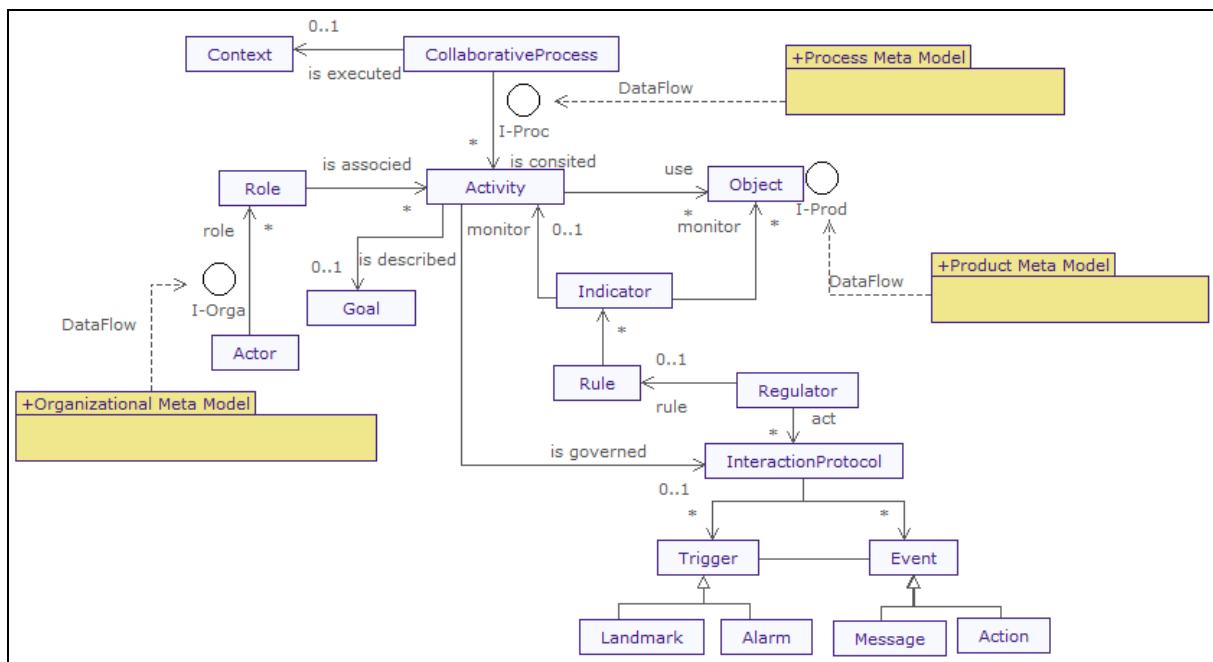 0..1
Context
CollaborativeProcess
is executed
+Process Meta Model
DataFlow
I-Proc
*
is consited
is associed
Role
*
Activity
use
*
Object
I-Prod
role
*
monitor
0..1
monitor
*
is described
0..1
Goal
I-Orga
DataFlow
Actor
Indicator
+Product Meta Model
DataFlow
*
Rule
0..1
rule
Regulator
act
*
+Organizational Meta Model
is governed
InteractionProtocol
0..1
*
*
Trigger
Event
Landmark
Alarm
Message
Action